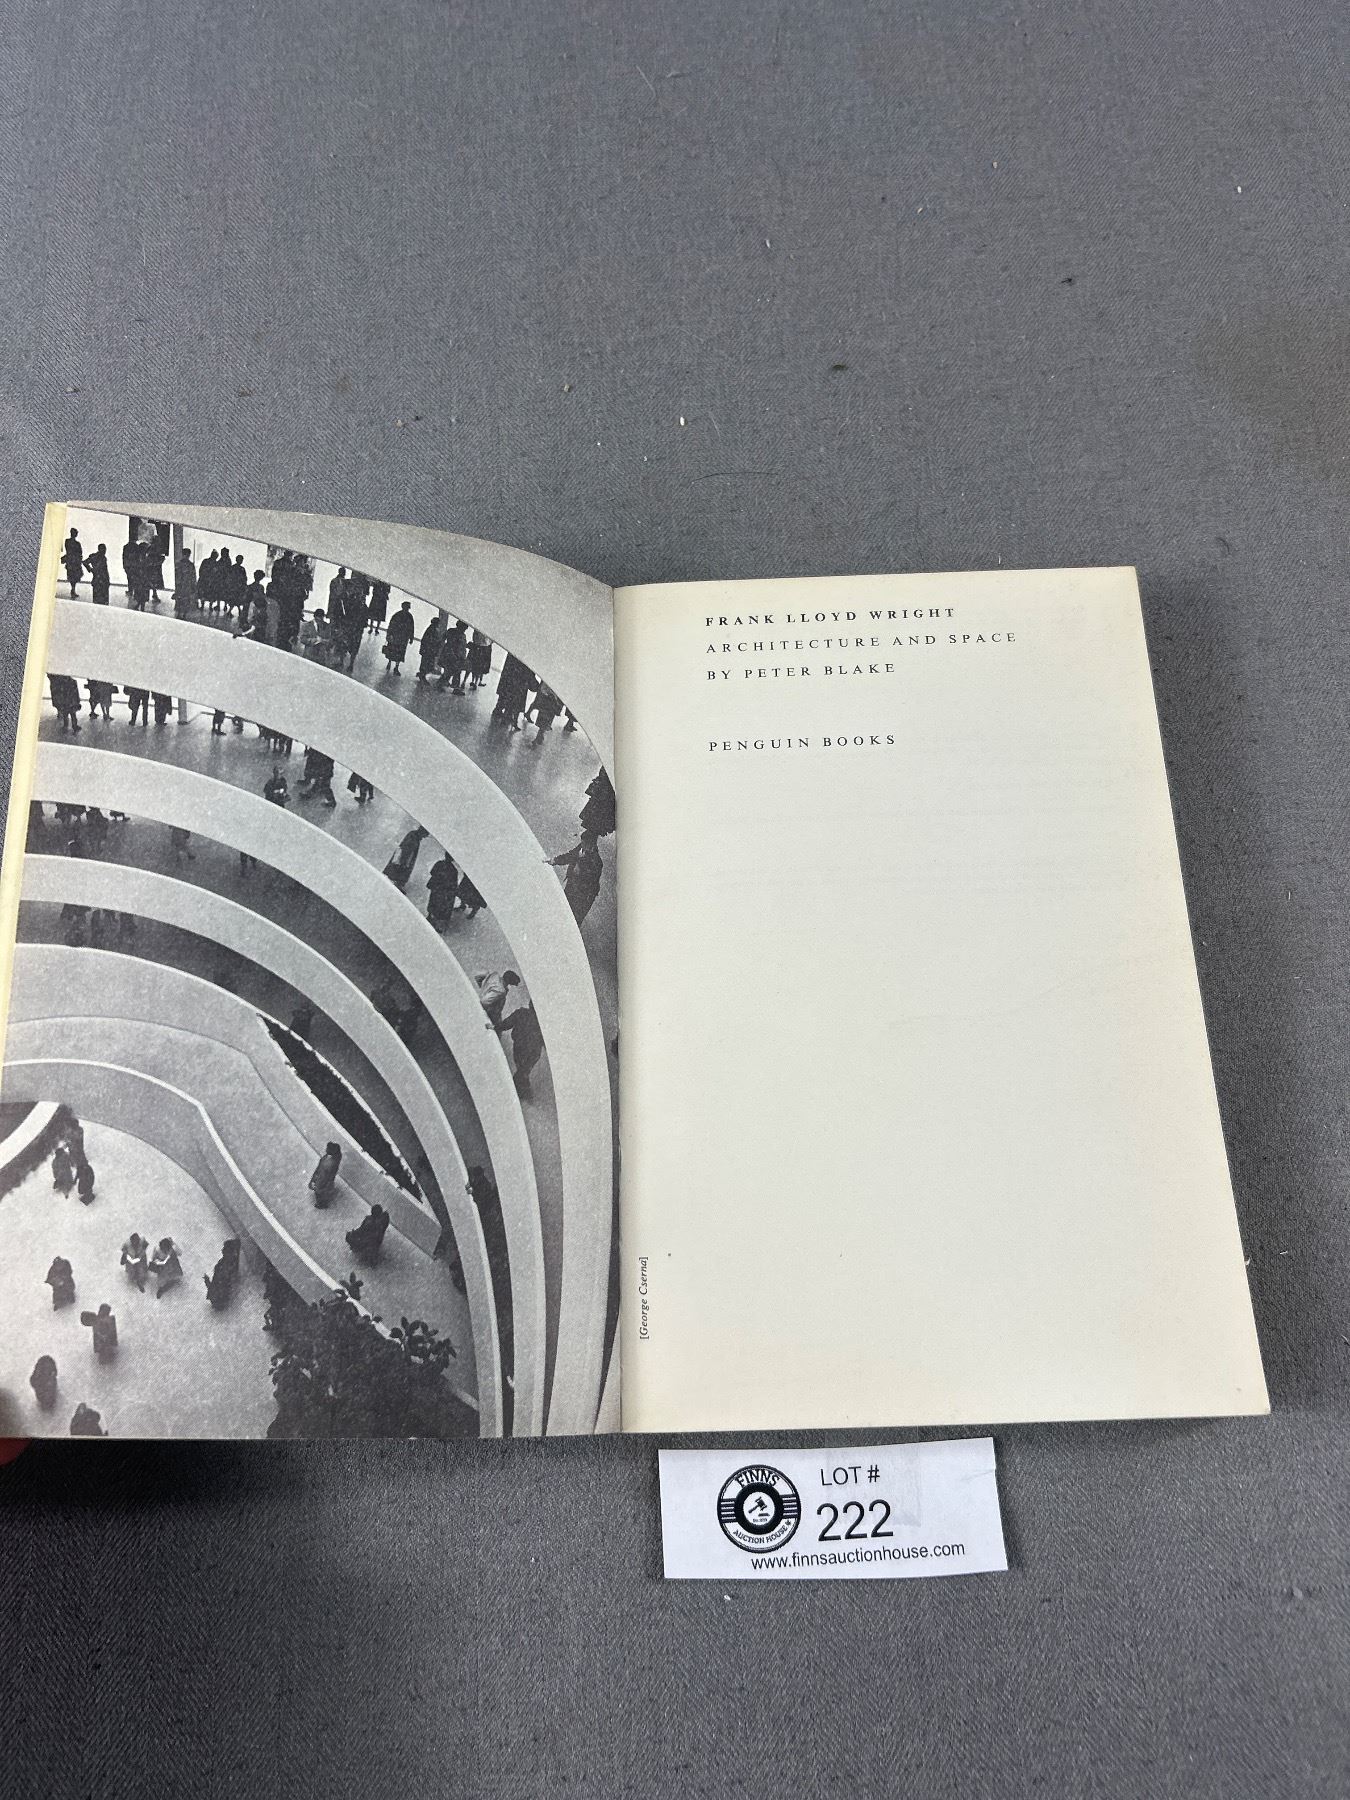 FRANK LLOYD WRIGHT
ARCHITECTURE AND SPACE
BY PETER BLAKE
PENGUIN BOOKS
[George Cserna]
FINNS
AUCTION HOUSE
LOT #
222
www.finnsauctionhouse.com